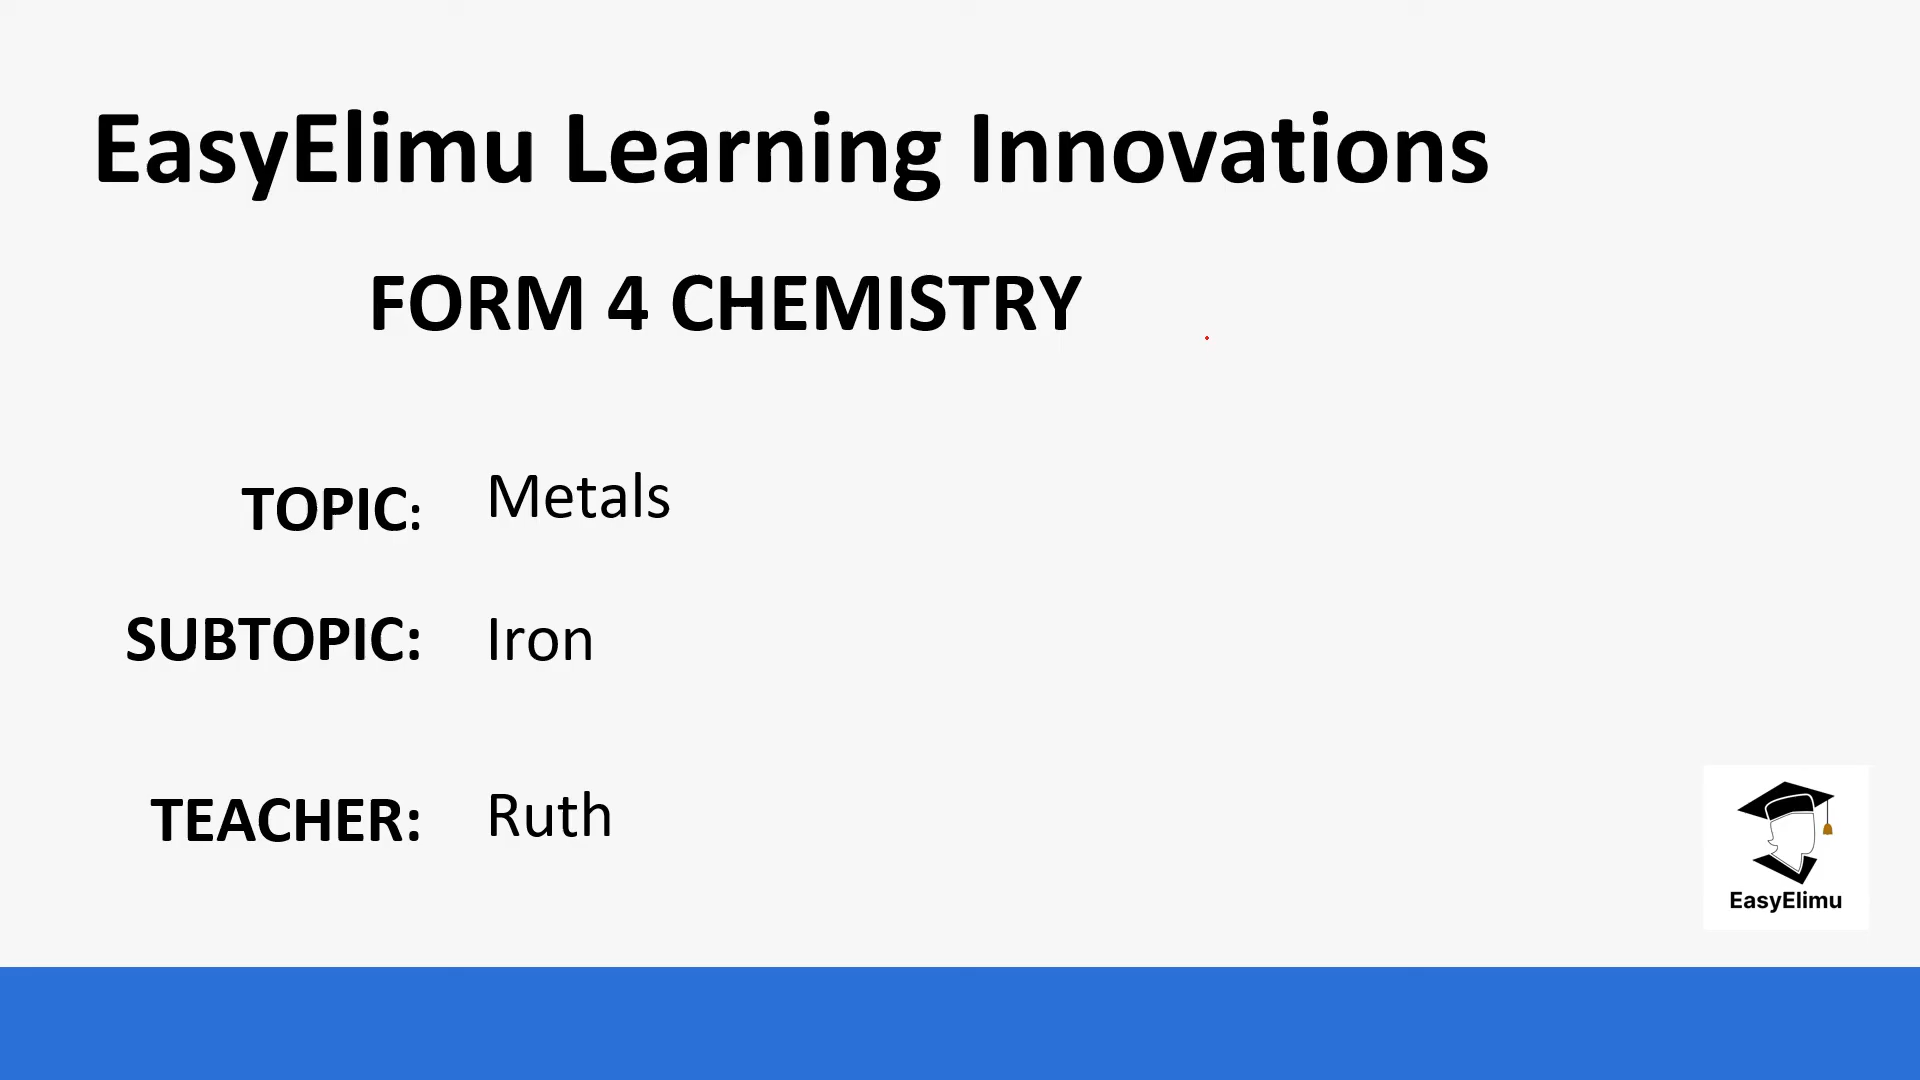 EasyElimu Learning Innovations
FORM 4 CHEMISTRY
TOPIC: Metals
SUBTOPIC: Iron
TEACHER: Ruth
EasyElimu